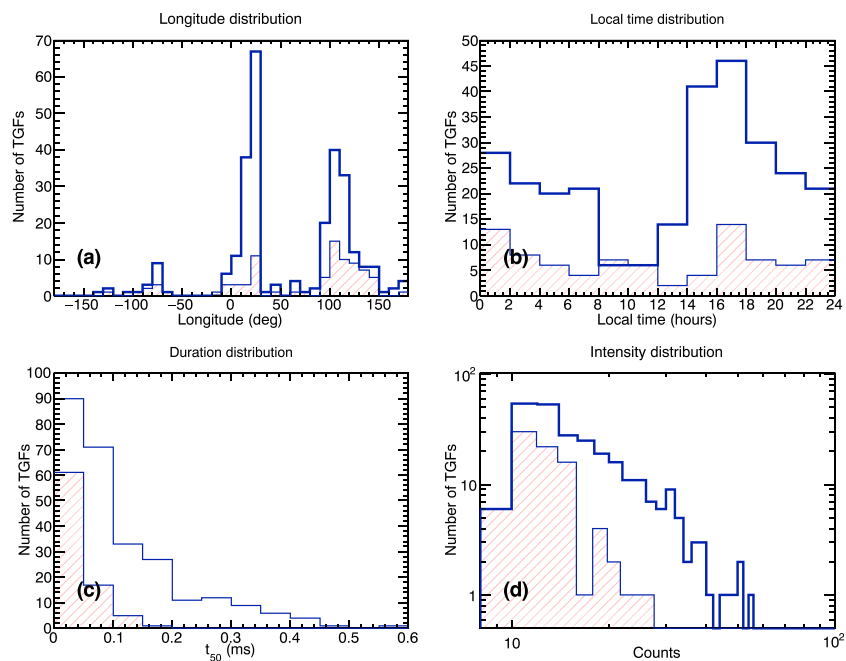 Longitude distribution
70
60
50
40
30
20
10
0
Number of TGFs
(a)
−150 −100 −50 0 50 100 150
Longitude (deg)
Local time distribution
50
45
40
35
30
25
20
15
10
5
0
Number of TGFs
(b)
0 2 4 6 8 10 12 14 16 18 20 22 24
Local time (hours)
Duration distribution
100
90
80
70
60
50
40
30
20
10
0
Number of TGFs
(c)
0 0.1 0.2 0.3 0.4 0.5 0.6
t50 (ms)
Intensity distribution
10²
10
1
Number of TGFs
(d)
10 10²
Counts